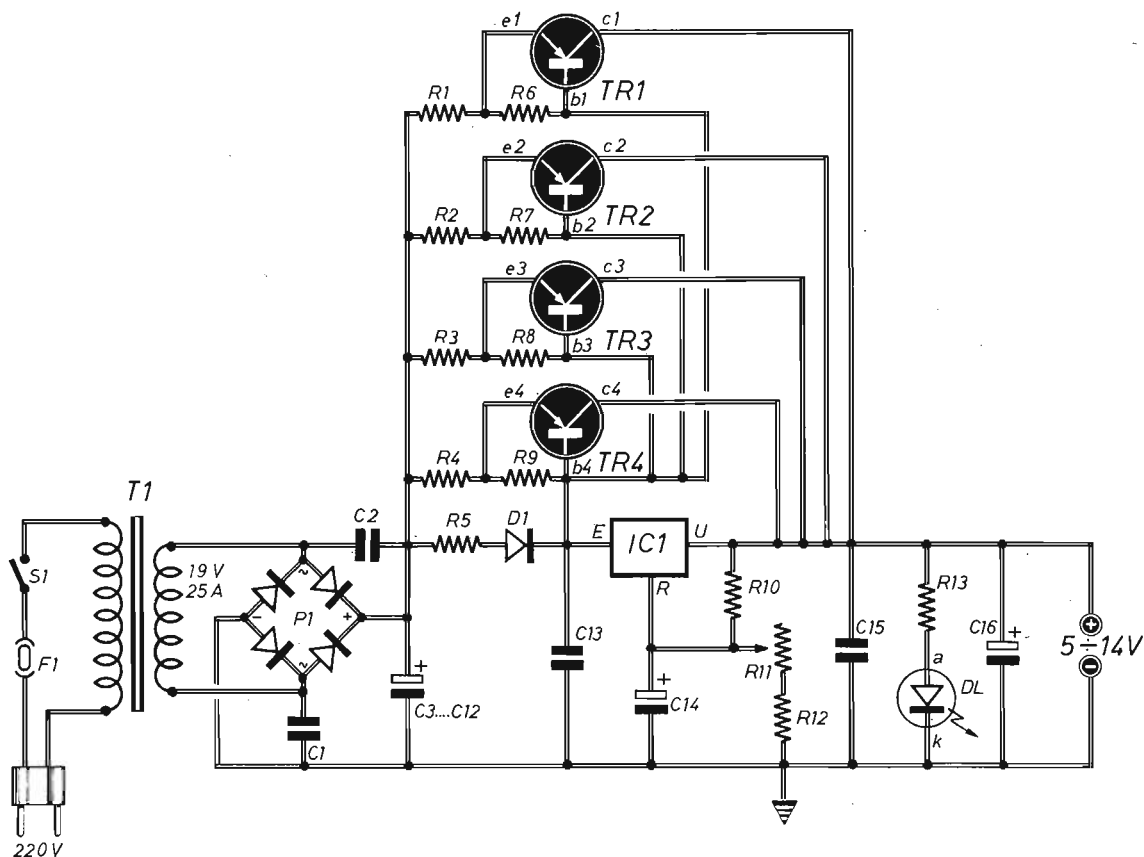 e1 c1
R1 R6 b1 TR1
e2 c2
R2 R7 b2 TR2
e3 c3
R3 R8 b3 TR3
e4 c4
R4 R9 b4 TR4
T1
C2 R5 D1 E IC1 U
S1 19 V
25 A
~
P1
- +
~
R
R10 R13
F1 C13 R11 C15 C16 + + 5÷14V -
a
DL
+
C3....C12 + C14 R12
C1 k
220V